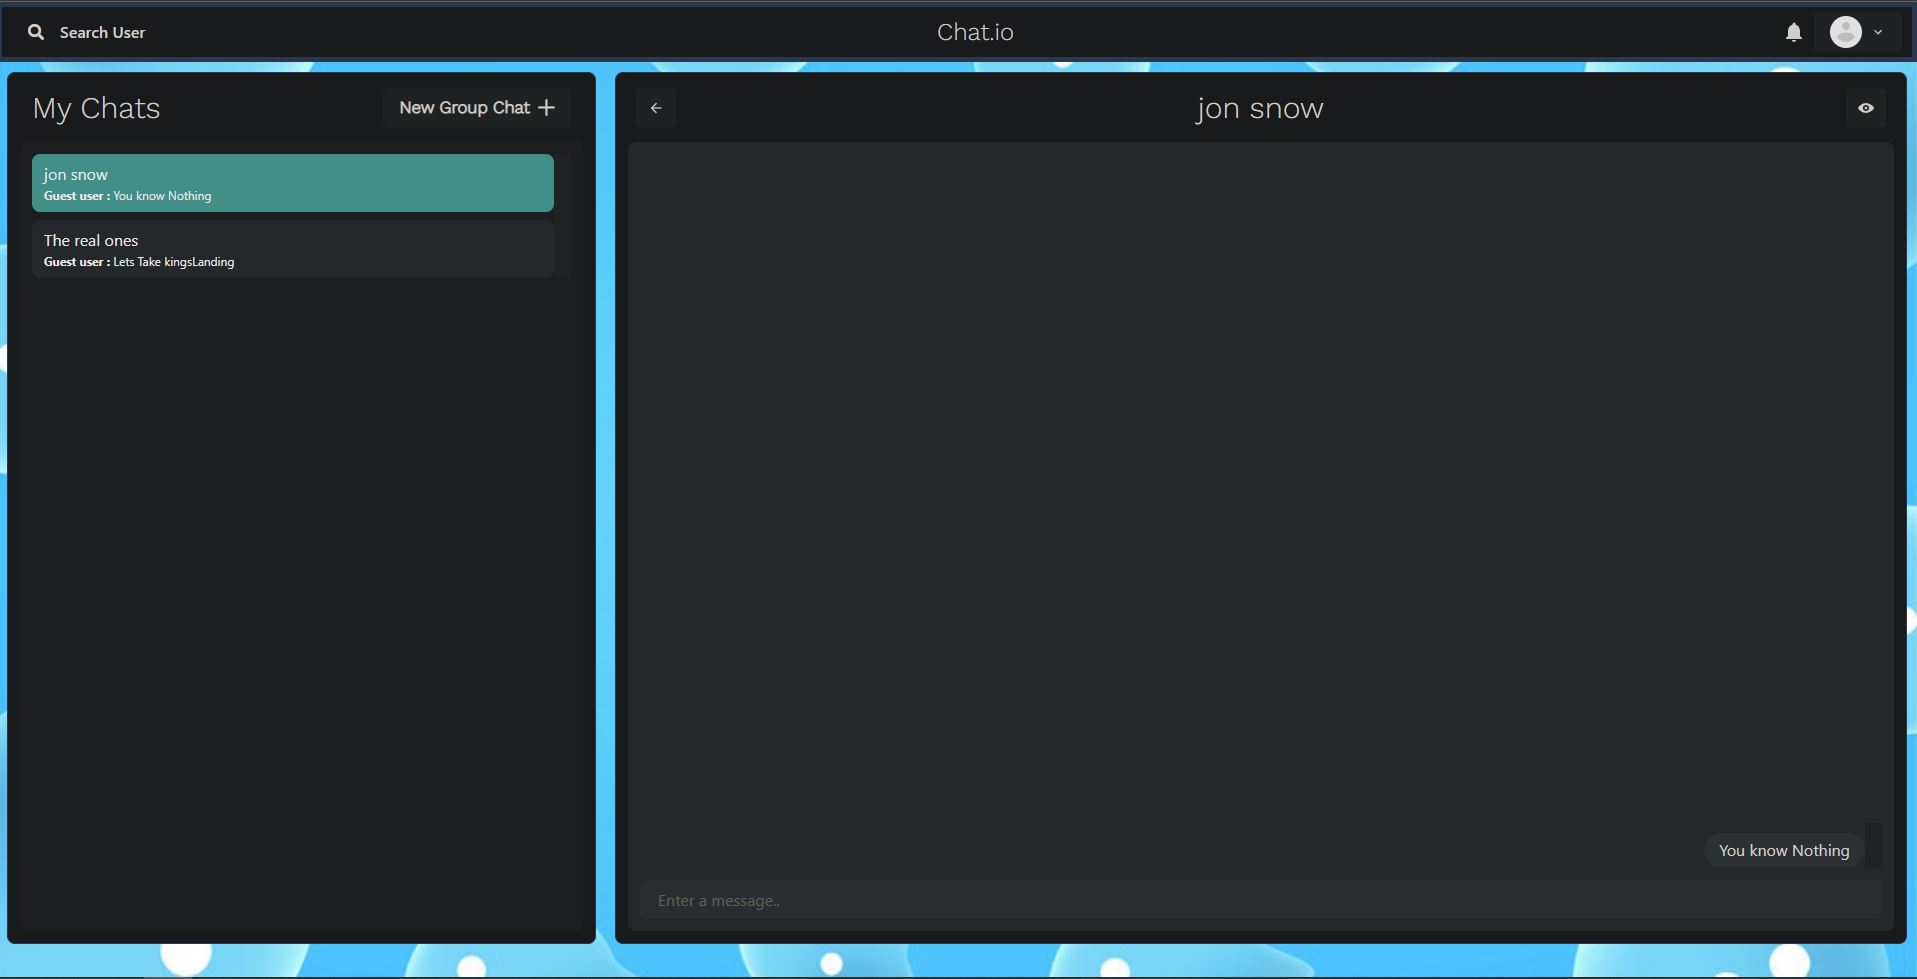 Search User
Chat.io
My Chats
New Group Chat
jon snow
Guest user : You know Nothing
The real ones
Guest user : Lets Take kingsLanding
jon snow
You know Nothing
Enter a message..